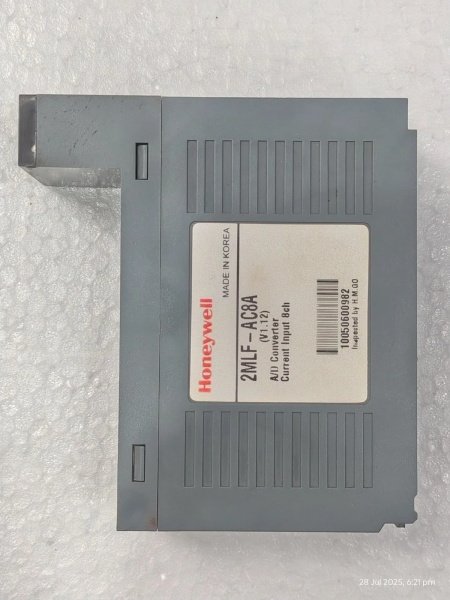 MADE IN KOREA
Honeywell
2MLF-AC8A
(V1.12)
A/D Converter
Current Input 8ch
10050600982
Inspected by H.M.GO
28 Jul 2025, 6:21 pm